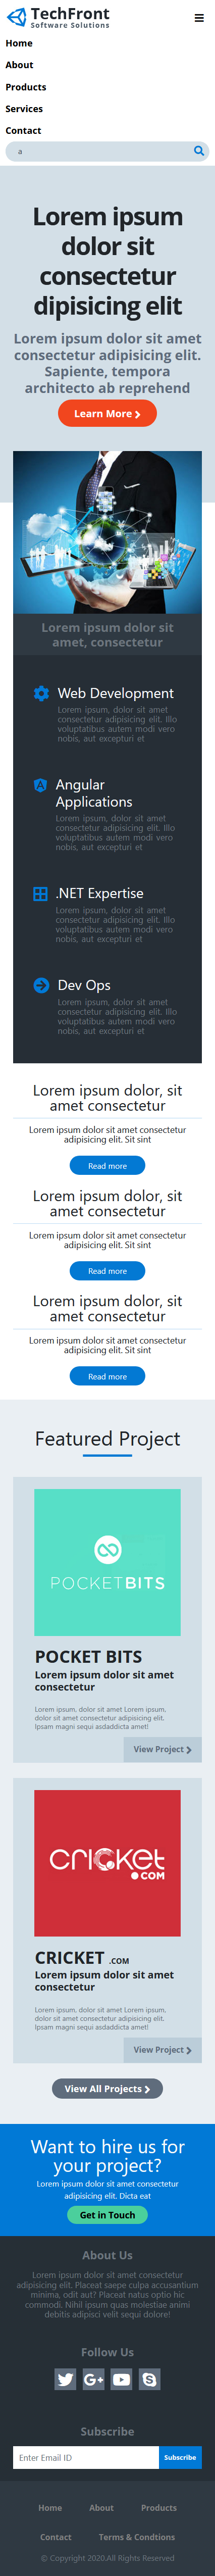 TechFront
Software Solutions
Home
About
Products
Services
Contact
a
Lorem ipsum
dolor sit
consectetur
dipisicing elit
Lorem ipsum dolor sit amet
consectetur adipisicing elit.
Sapiente, tempora
architecto ab reprehend
Learn More
Lorem ipsum dolor sit
amet, consectetur
Web Development
Lorem ipsum, dolor sit amet
consectetur adipisicing elit. Illo
voluptatibus autem modi vero
nobis, aut excepturi et
Angular
Applications
Lorem ipsum, dolor sit amet
consectetur adipisicing elit. Illo
voluptatibus autem modi vero
nobis, aut excepturi et
.NET Expertise
Lorem ipsum, dolor sit amet
consectetur adipisicing elit. Illo
voluptatibus autem modi vero
nobis, aut excepturi et
Dev Ops
Lorem ipsum, dolor sit amet
consectetur adipisicing elit. Illo
voluptatibus autem modi vero
nobis, aut excepturi et
Lorem ipsum dolor, sit
amet consectetur
Lorem ipsum dolor sit amet consectetur
adipisicing elit. Sit sint
Read more
Lorem ipsum dolor, sit
amet consectetur
Lorem ipsum dolor sit amet consectetur
adipisicing elit. Sit sint
Read more
Lorem ipsum dolor, sit
amet consectetur
Lorem ipsum dolor sit amet consectetur
adipisicing elit. Sit sint
Read more
Featured Project
POCKETBITS
POCKET BITS
Lorem ipsum dolor sit amet
consectetur
Lorem ipsum, dolor sit amet Lorem ipsum,
dolor sit amet consectetur adipisicing elit.
Ipsam magni sequi asdaddicta amet!
View Project
cricket
.COM
CRICKET .COM
Lorem ipsum dolor sit amet
consectetur
Lorem ipsum, dolor sit amet Lorem ipsum,
dolor sit amet consectetur adipisicing elit.
Ipsam magni sequi asdaddicta amet!
View Project
View All Projects
Want to hire us for
your project?
Lorem ipsum dolor sit amet consectetur
adipisicing elit. Dicta eat
Get in Touch
About Us
Lorem ipsum dolor sit amet consectetur
adipisicing elit. Placeat saepe culpa accusantium
minima, odit aut? Placeat natus optio hic
commodi. Nihil ipsum quas molestiae animi
debitis adipisci velit sequi dolore!
Follow Us
Subscribe
Enter Email ID
Subscribe
Home About Products
Contact Terms & Condtions
© Copyright 2020.All Rights Reserved